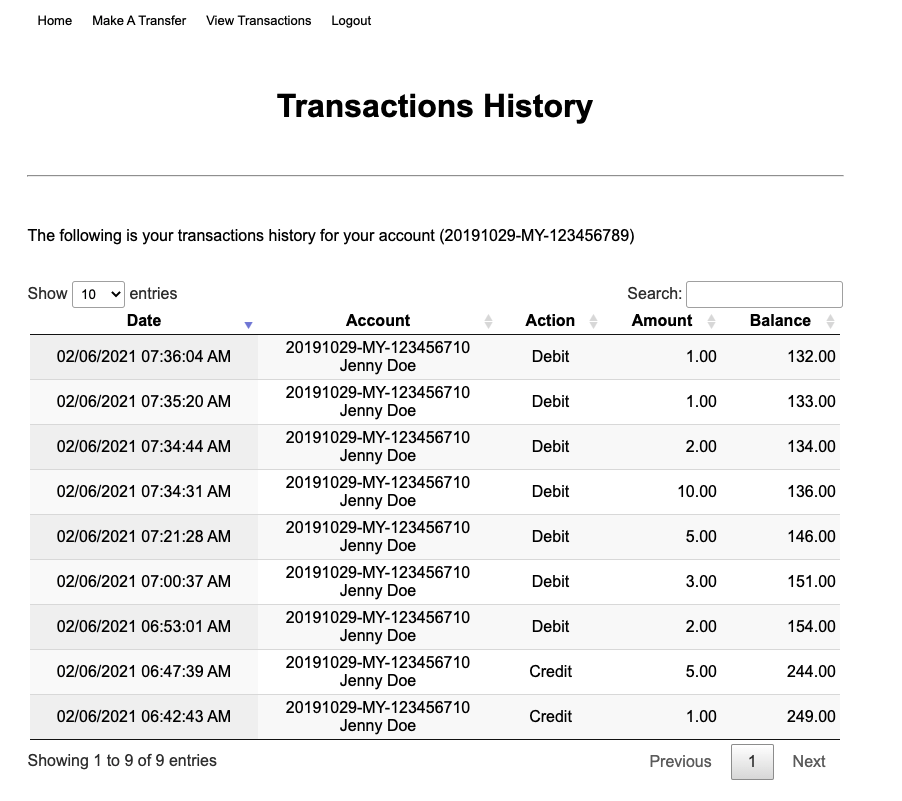 Home Make A Transfer View Transactions Logout
Transactions History
The following is your transactions history for your account (20191029-MY-123456789)
Show 10 entries Search:
Date Account Action Amount Balance
02/06/2021 07:36:04 AM 20191029-MY-123456710 Debit 1.00 132.00
Jenny Doe
02/06/2021 07:35:20 AM 20191029-MY-123456710 Debit 1.00 133.00
Jenny Doe
02/06/2021 07:34:44 AM 20191029-MY-123456710 Debit 2.00 134.00
Jenny Doe
02/06/2021 07:34:31 AM 20191029-MY-123456710 Debit 10.00 136.00
Jenny Doe
02/06/2021 07:21:28 AM 20191029-MY-123456710 Debit 5.00 146.00
Jenny Doe
02/06/2021 07:00:37 AM 20191029-MY-123456710 Debit 3.00 151.00
Jenny Doe
02/06/2021 06:53:01 AM 20191029-MY-123456710 Debit 2.00 154.00
Jenny Doe
02/06/2021 06:47:39 AM 20191029-MY-123456710 Credit 5.00 244.00
Jenny Doe
02/06/2021 06:42:43 AM 20191029-MY-123456710 Credit 1.00 249.00
Jenny Doe
Showing 1 to 9 of 9 entries Previous 1 Next